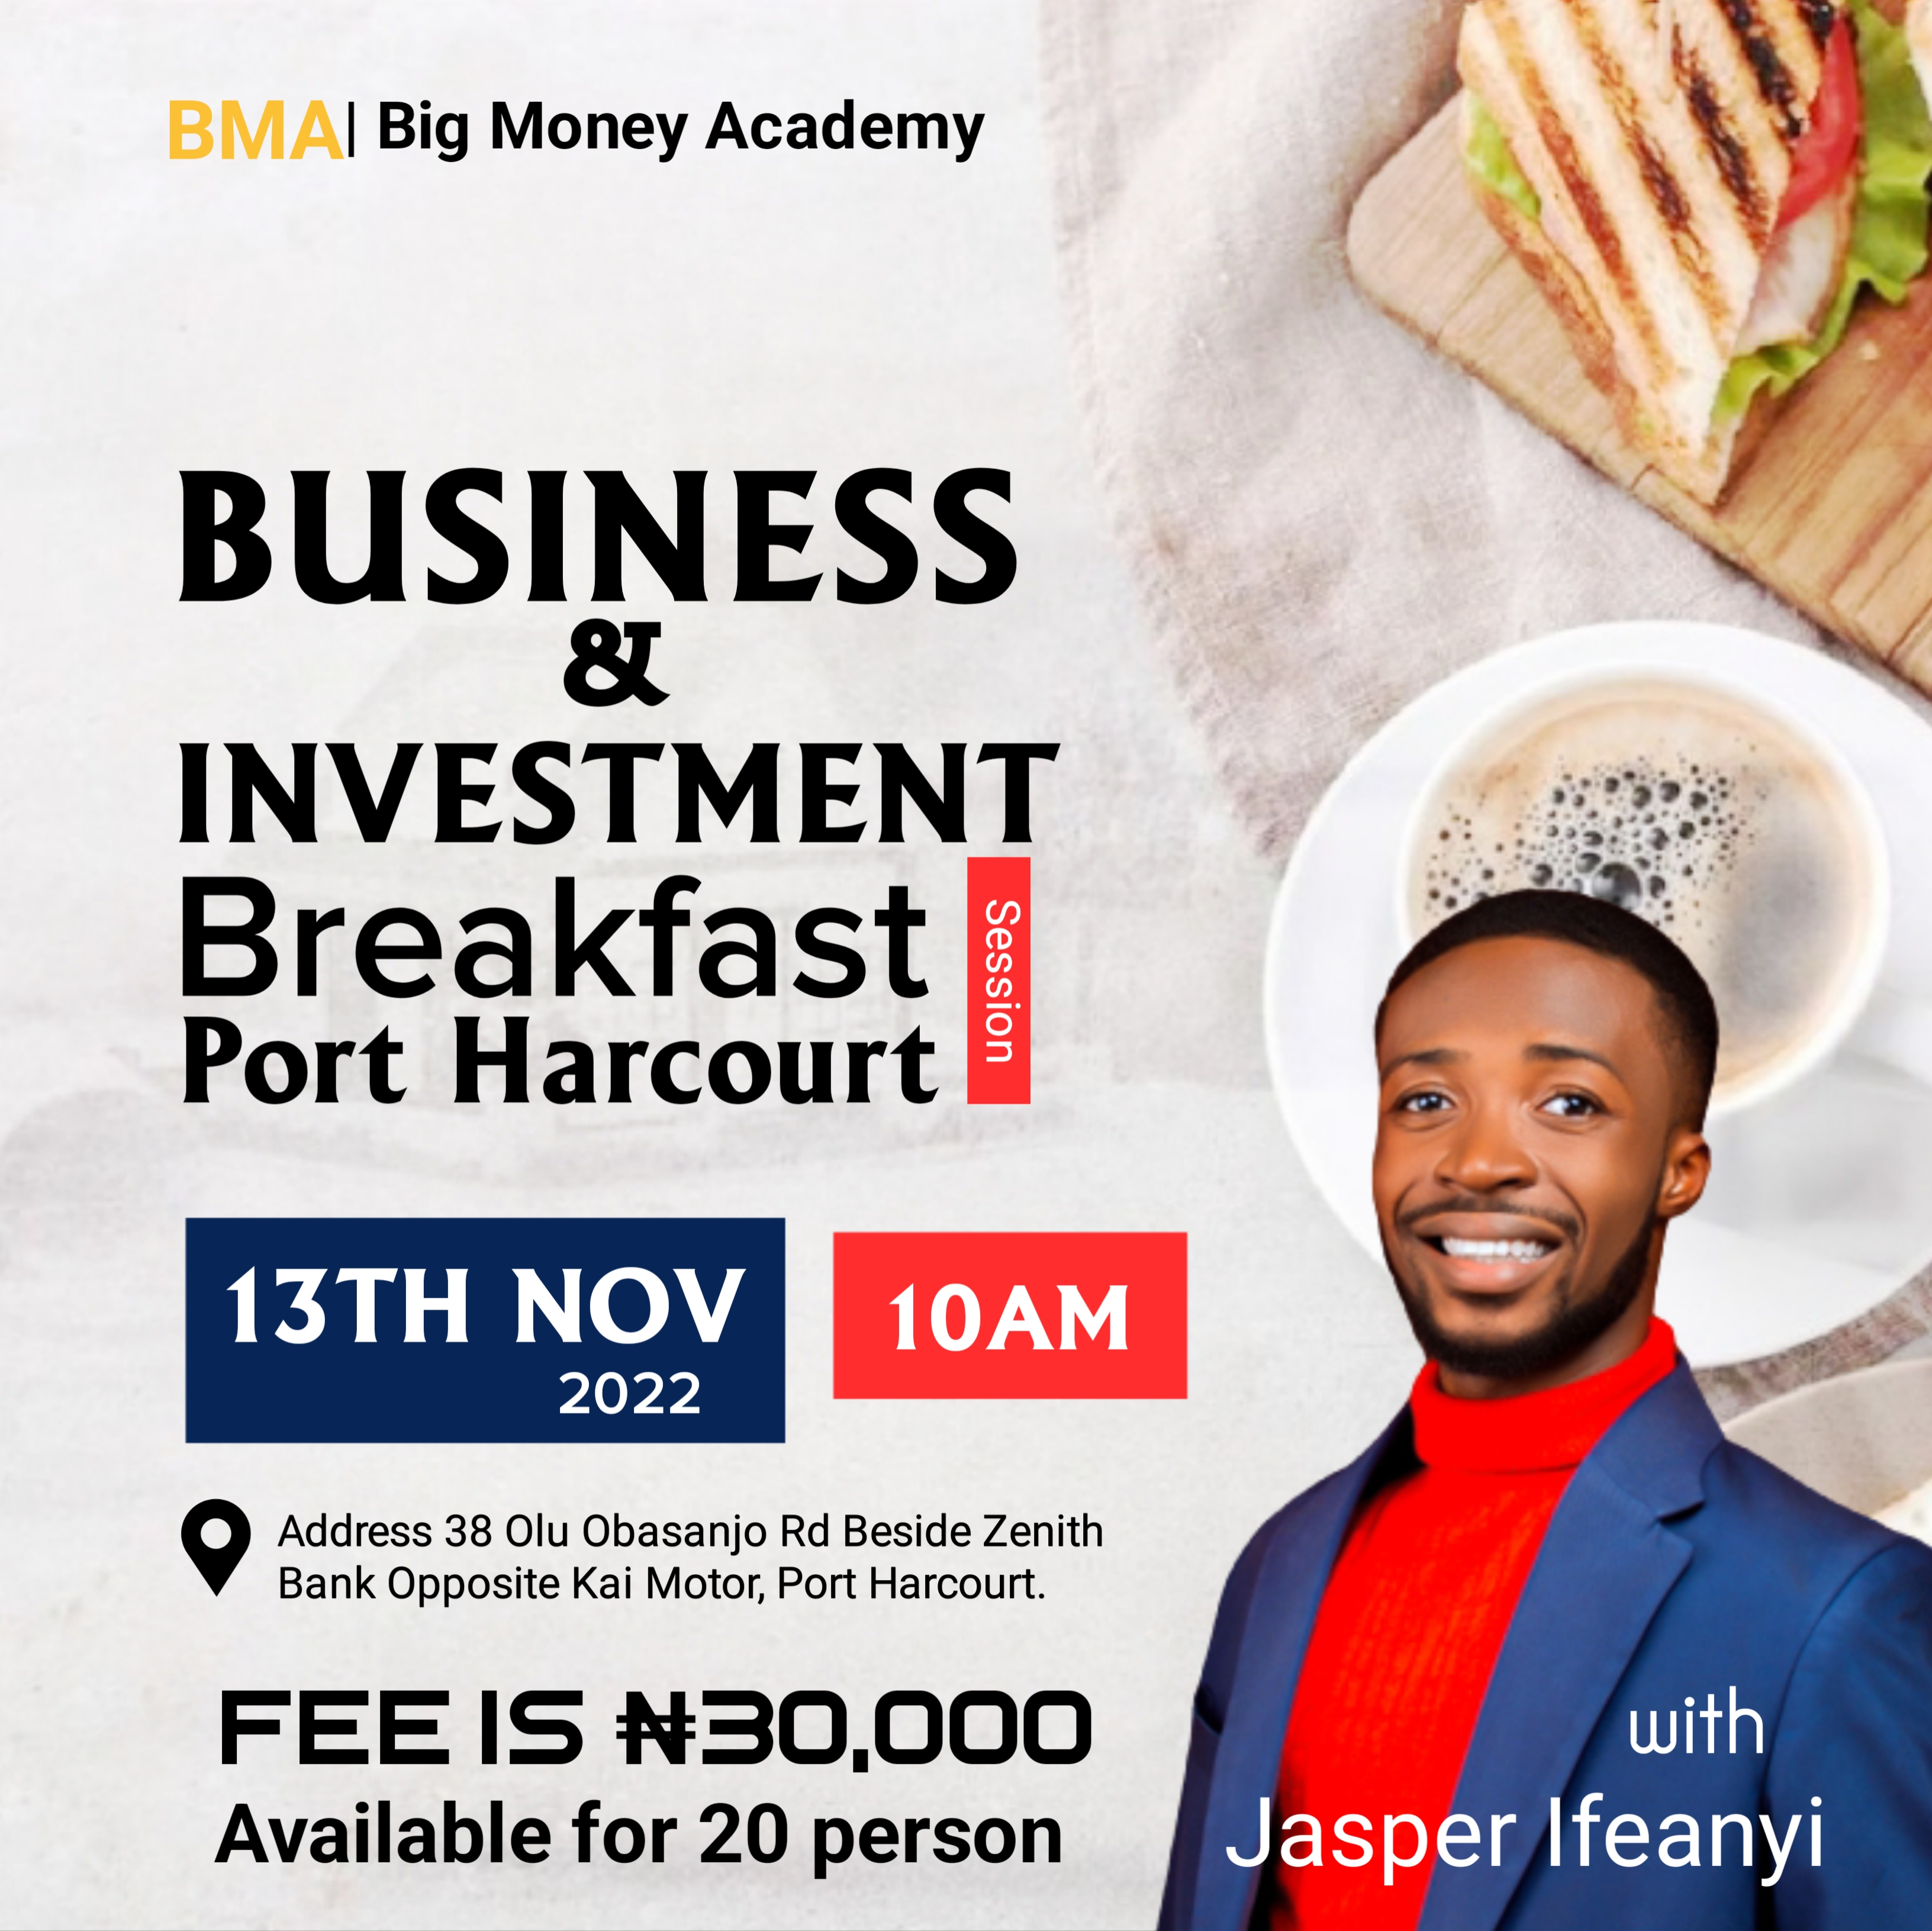 BMA| Big Money Academy
BUSINESS
&
INVESTMENT
Breakfast
Session
Port Harcourt
13TH NOV
2022
10AM
Address 38 Olu Obasanjo Rd Beside Zenith
Bank Opposite Kai Motor, Port Harcourt.
FEE IS ₦30,000
Available for 20 person
with
Jasper Ifeanyi